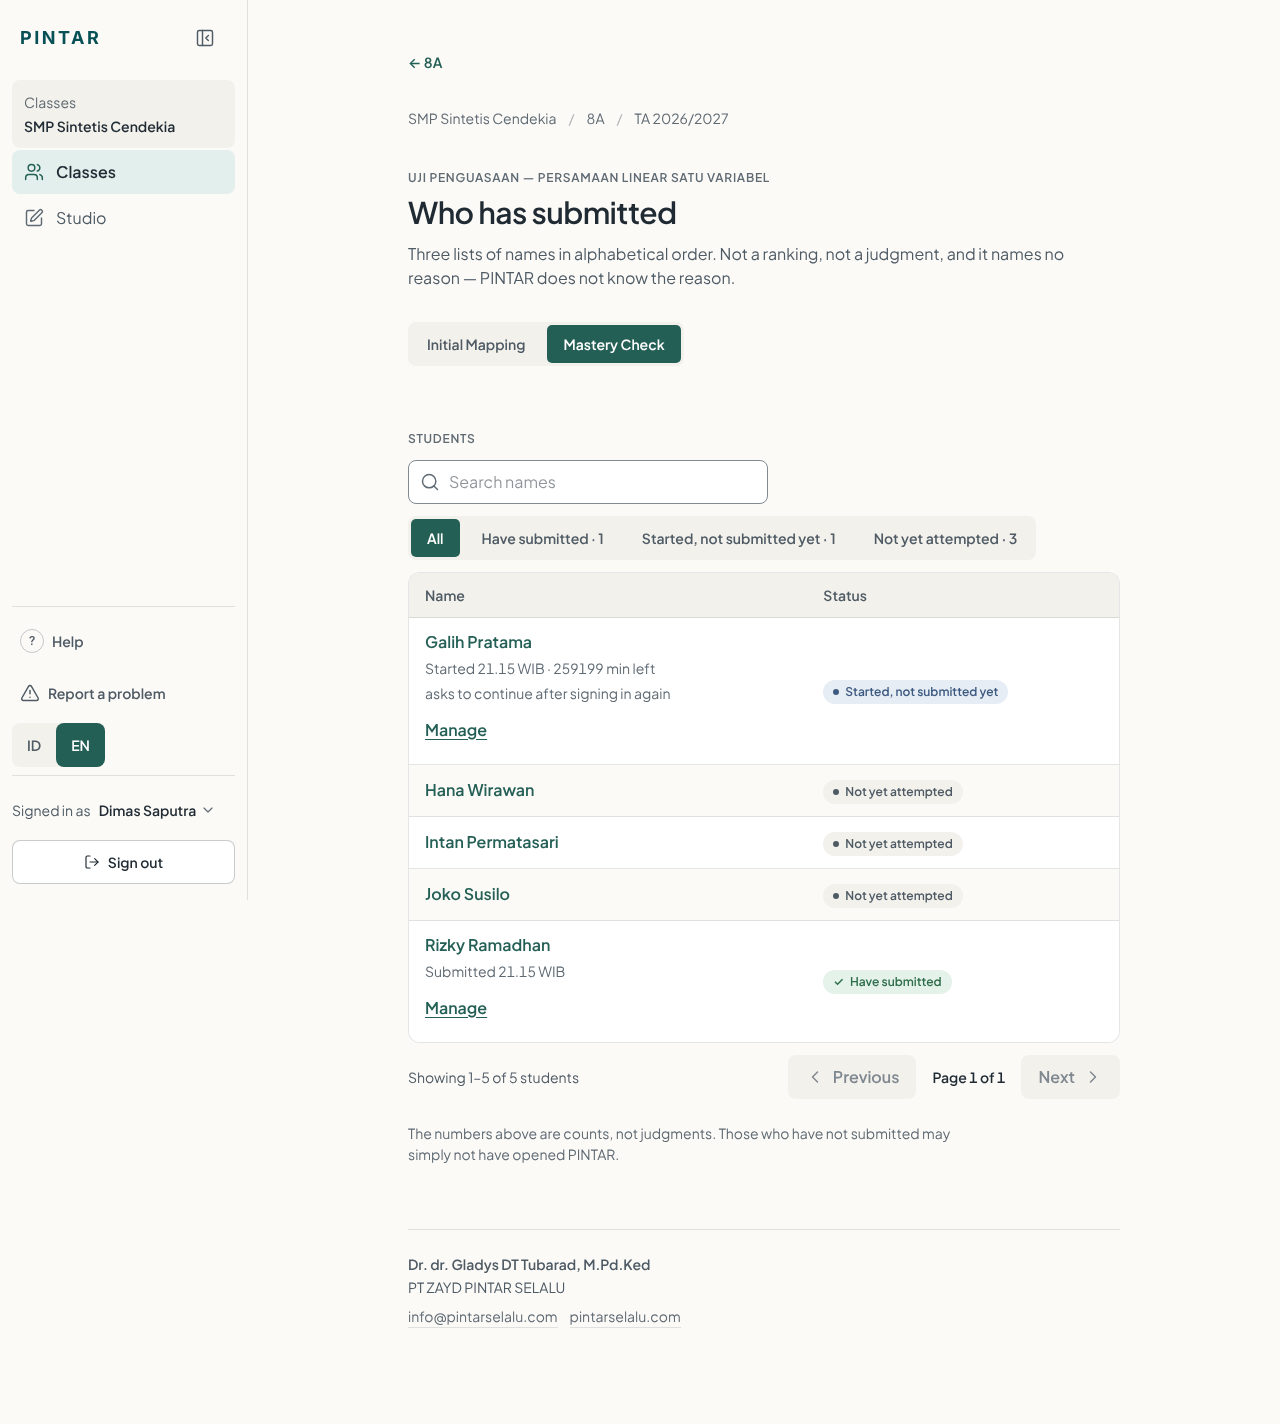 PINTAR
Classes
SMP Sintetis Cendekia
Classes
Studio
? Help
Report a problem
ID EN
Signed in as Dimas Saputra
Sign out
← 8A
SMP Sintetis Cendekia / 8A / TA 2026/2027
UJI PENGUASAAN — PERSAMAAN LINEAR SATU VARIABEL
Who has submitted
Three lists of names in alphabetical order. Not a ranking, not a judgment, and it names no
reason — PINTAR does not know the reason.
Initial Mapping Mastery Check
STUDENTS
Search names
All Have submitted · 1 Started, not submitted yet · 1 Not yet attempted · 3
Name Status
Galih Pratama
Started 21.15 WIB · 259199 min left
asks to continue after signing in again
Started, not submitted yet
Manage
Hana Wirawan Not yet attempted
Intan Permatasari Not yet attempted
Joko Susilo Not yet attempted
Rizky Ramadhan
Submitted 21.15 WIB
Have submitted
Manage
Showing 1–5 of 5 students Previous Page 1 of 1 Next
The numbers above are counts, not judgments. Those who have not submitted may
simply not have opened PINTAR.
Dr. dr. Gladys DT Tubarad, M.Pd.Ked
PT ZAYD PINTAR SELALU
info@pintarselalu.com pintarselalu.com